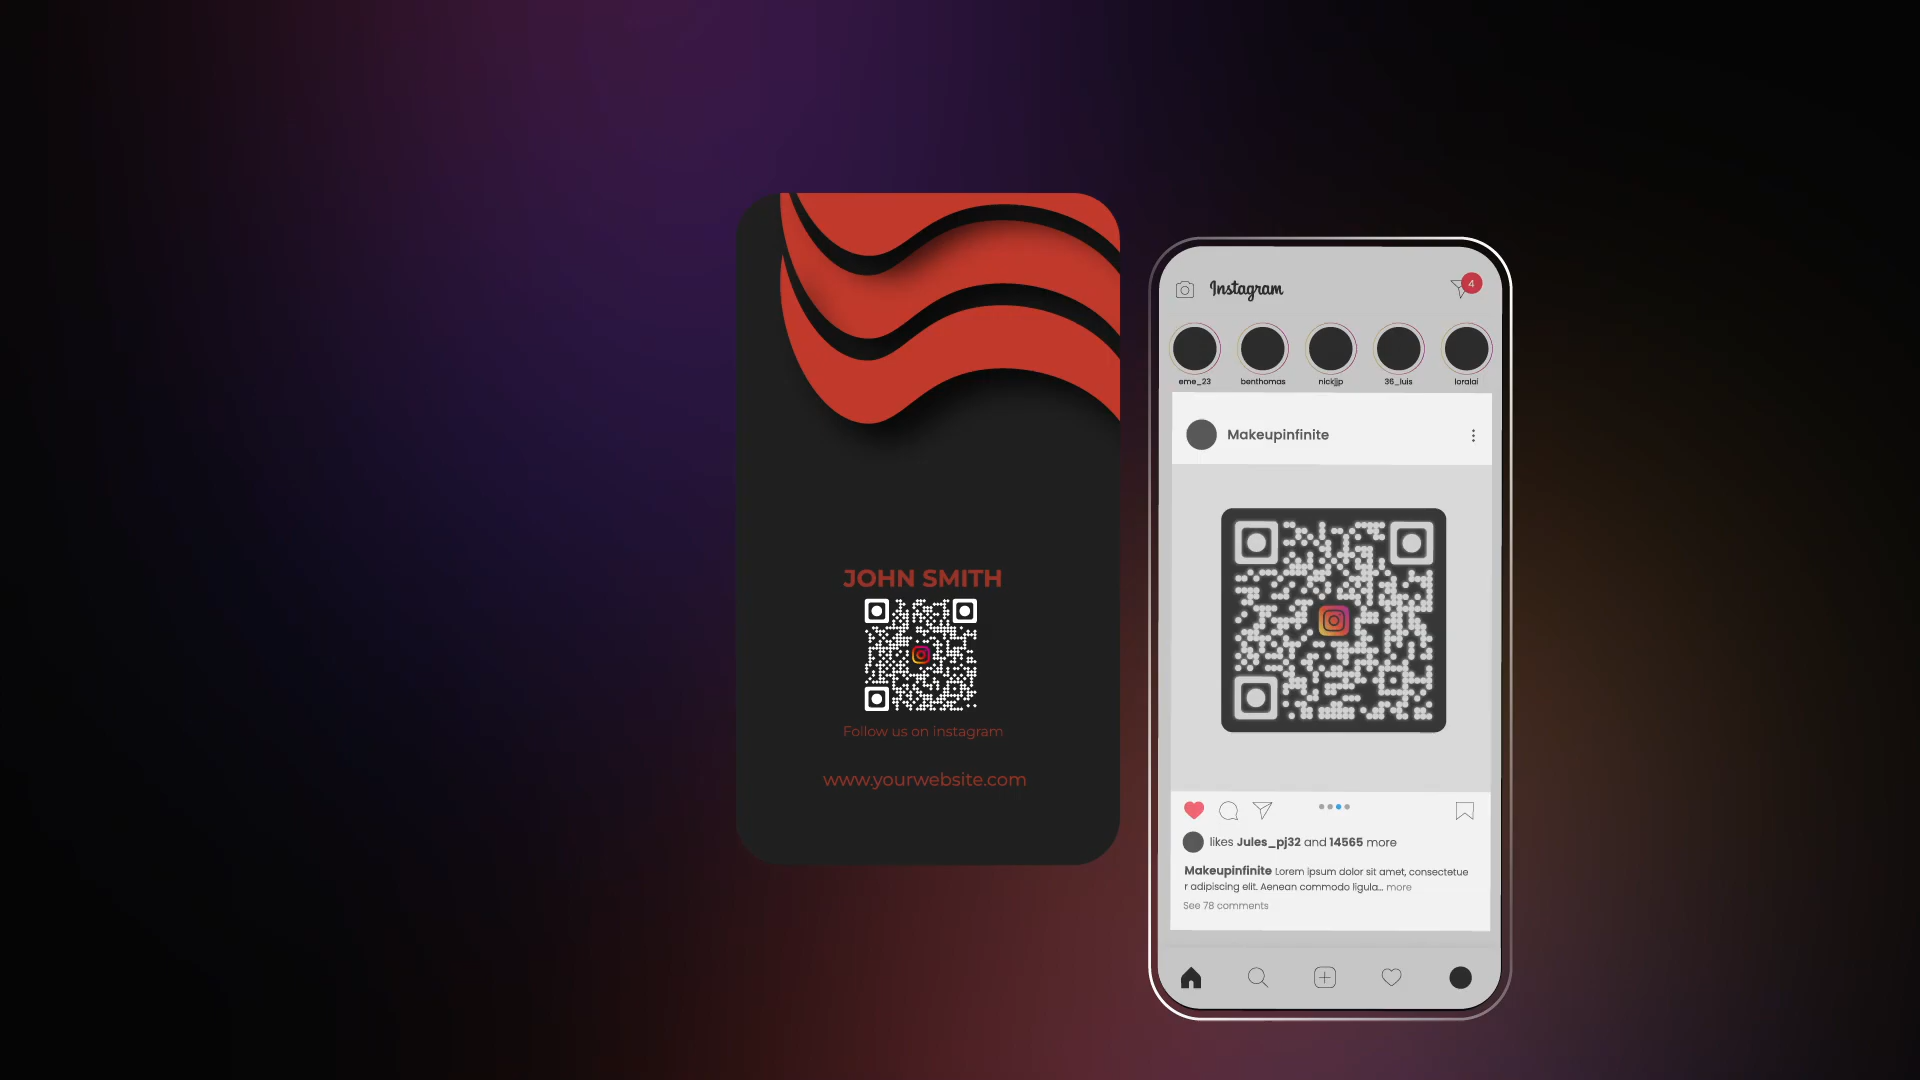 JOHN SMITH
Follow us on instagram
www.yourwebsite.com
Instagram
4
eme_23
benthomas
nickjjp
36_luis
loralai
Makeupinfinite
likes Jules_pj32 and 14565 more
Makeupinfinite Lorem ipsum dolor sit amet, consectetue
r adipiscing elit. Aenean commodo ligula... more
See 78 comments